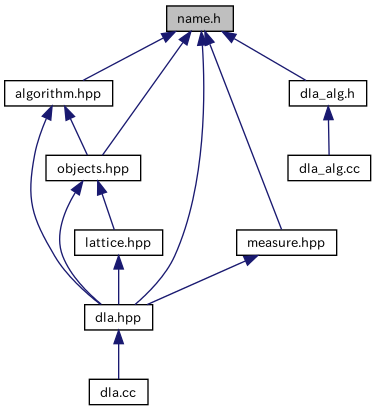 name.h
algorithm.hpp
dla_alg.h
objects.hpp
dla_alg.cc
lattice.hpp
measure.hpp
dla.hpp
dla.cc